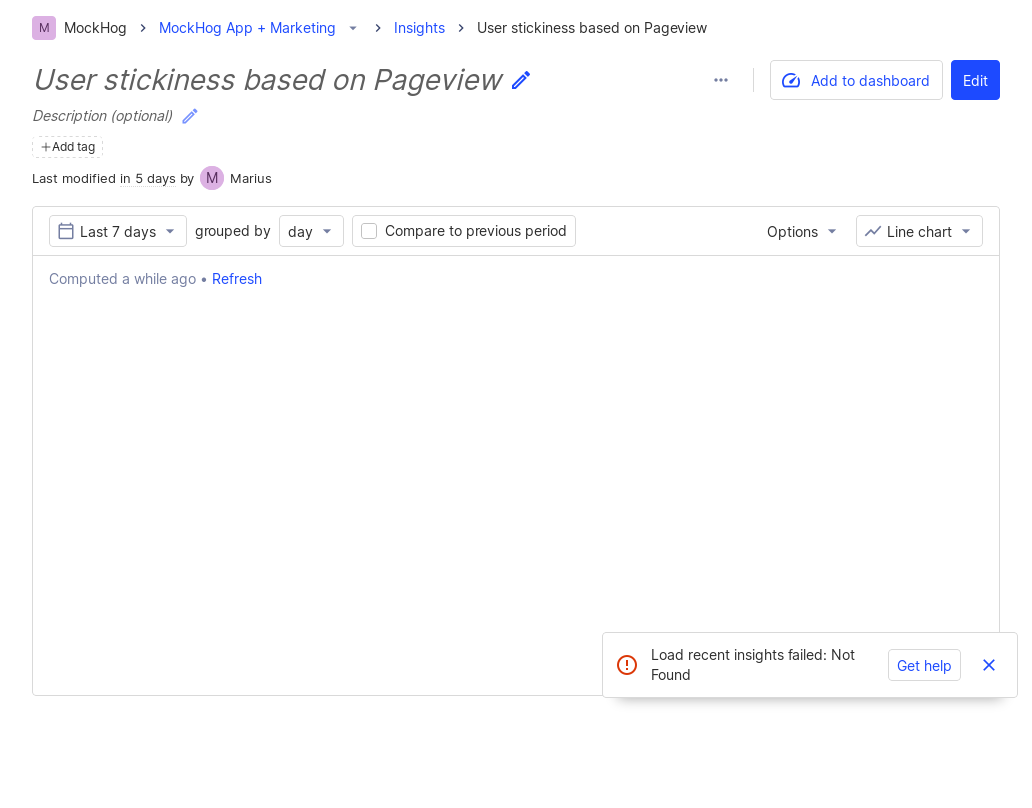 M MockHog MockHog App + Marketing Insights User stickiness based on Pageview
User stickiness based on Pageview
Add to dashboard Edit
Description (optional)
Add tag
Last modified in 5 days by M Marius
Last 7 days grouped by day Compare to previous period Options Line chart
Computed a while ago • Refresh
Load recent insights failed: Not
Found
Get help